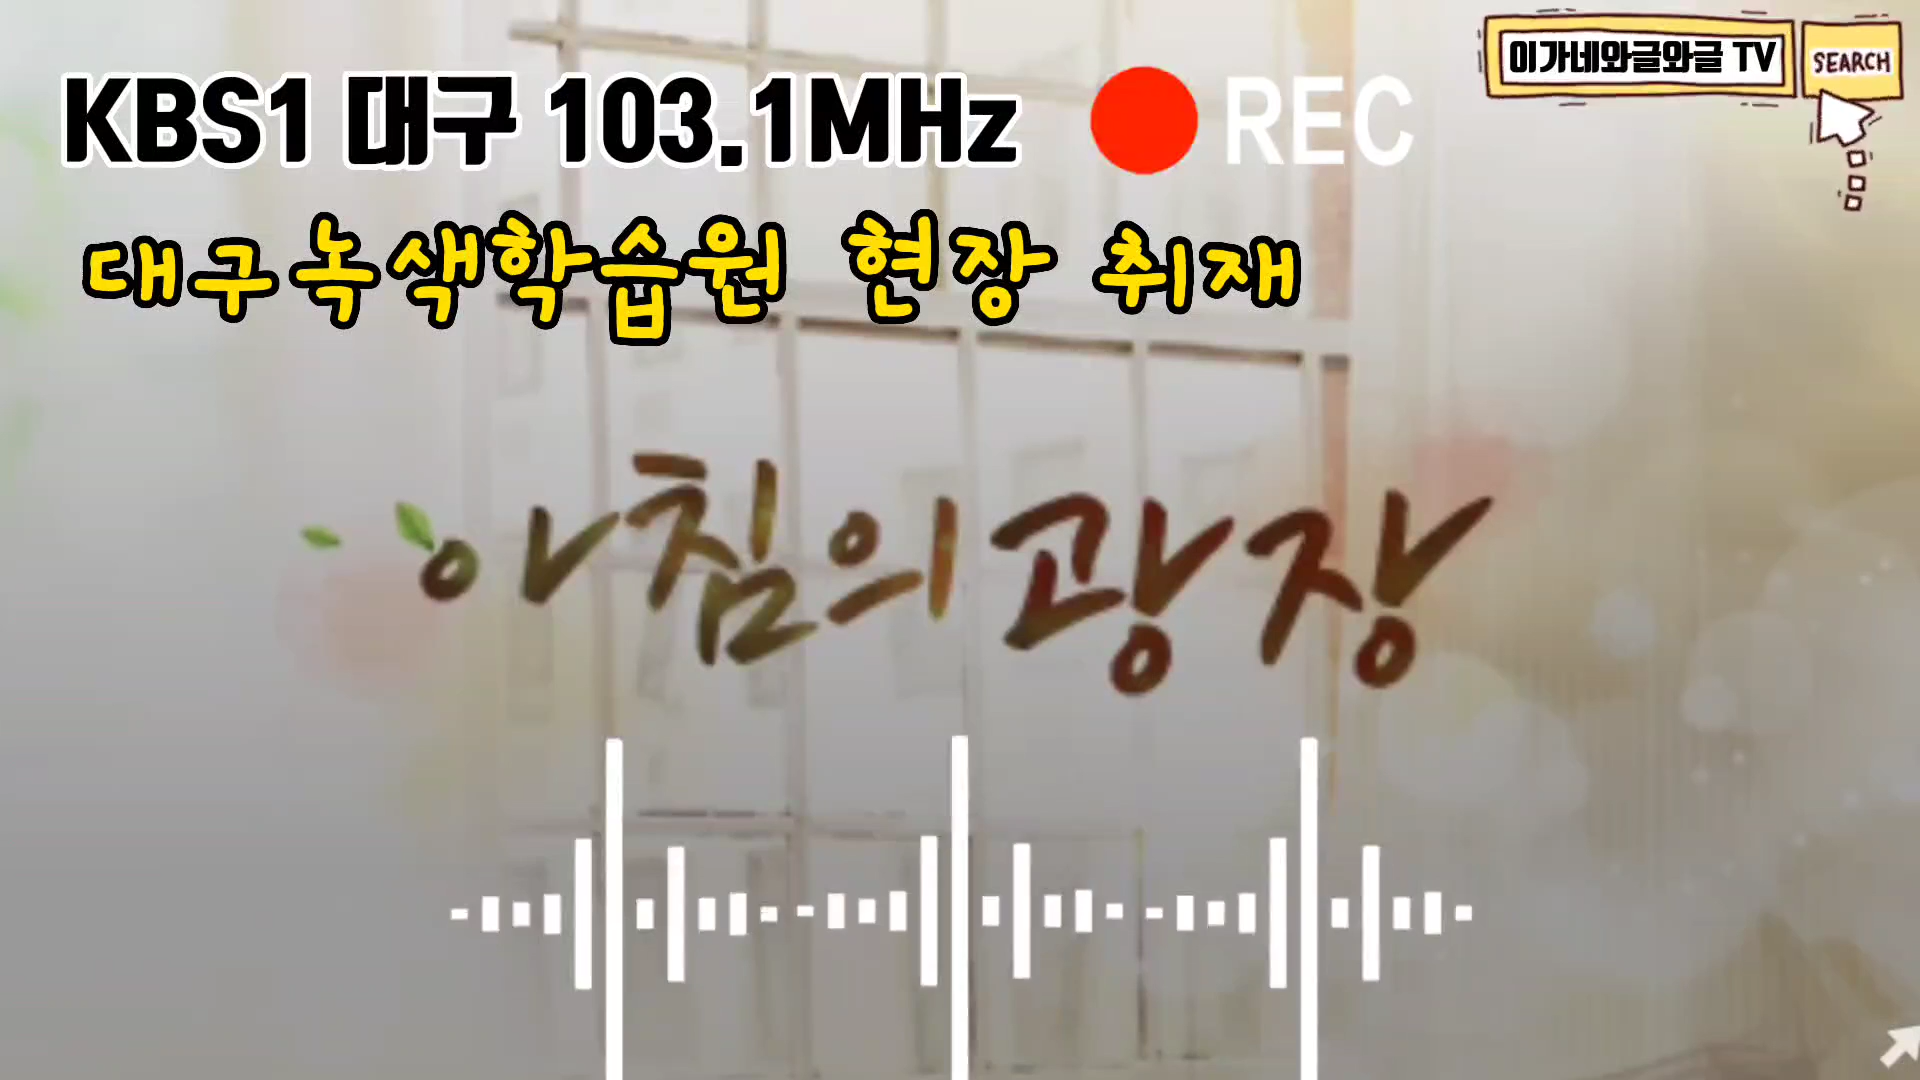 이가네와글와글 TV SEARCH
KBS1 대구 103.1MHz REC
대구녹색학습원 현장 취재
아침의 광장